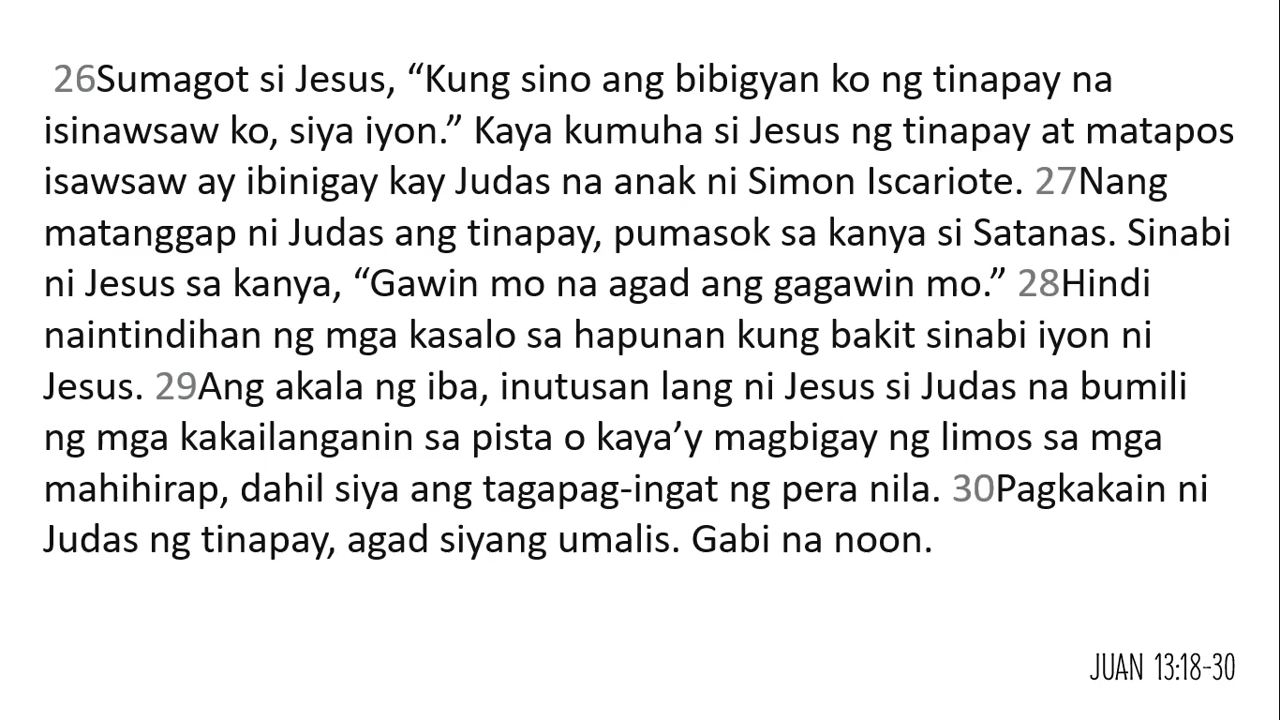 26Sumagot si Jesus, “Kung sino ang bibigyan ko ng tinapay na
isinawsaw ko, siya iyon.” Kaya kumuha si Jesus ng tinapay at matapos
isawsaw ay ibinigay kay Judas na anak ni Simon Iscariote. 27Nang
matanggap ni Judas ang tinapay, pumasok sa kanya si Satanas. Sinabi
ni Jesus sa kanya, “Gawin mo na agad ang gagawin mo.” 28Hindi
naintindihan ng mga kasalo sa hapunan kung bakit sinabi iyon ni
Jesus. 29Ang akala ng iba, inutusan lang ni Jesus si Judas na bumili
ng mga kakailanganin sa pista o kaya’y magbigay ng limos sa mga
mahihirap, dahil siya ang tagapag-ingat ng pera nila. 30Pagkakain ni
Judas ng tinapay, agad siyang umalis. Gabi na noon.
JUAN 13:18-30